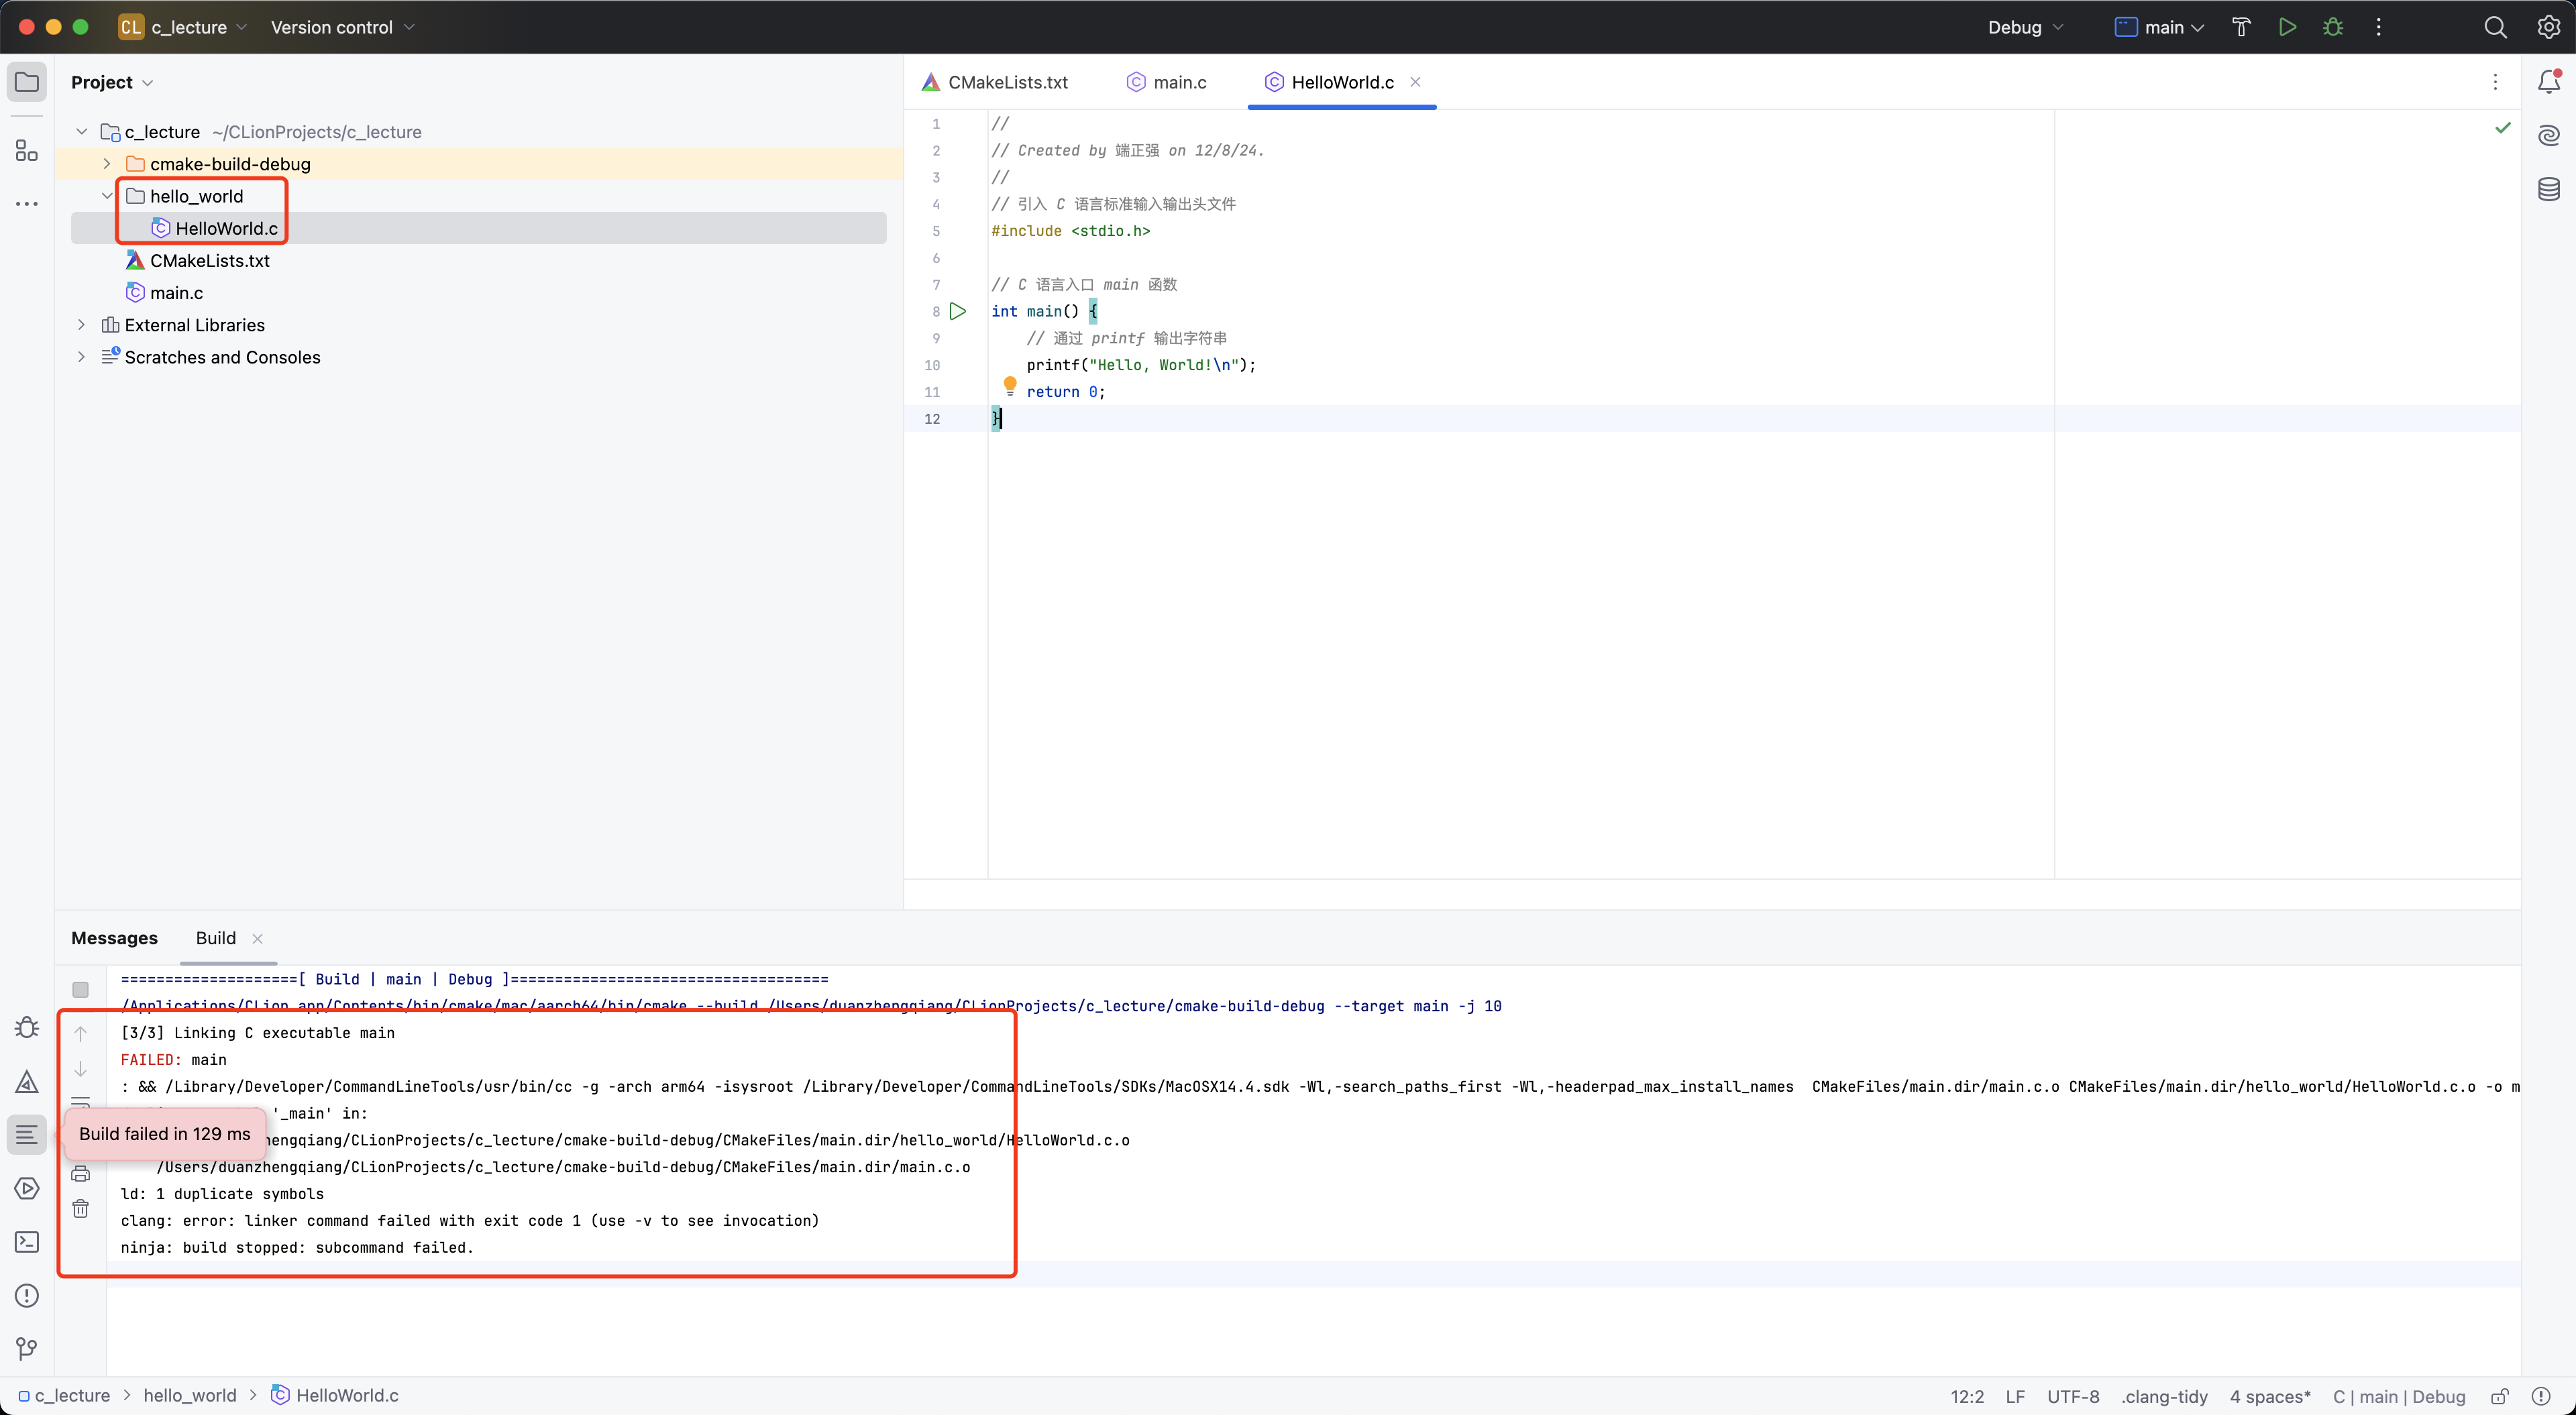 CL c_lecture Version control Debug main
Project
c_lecture ~/CLionProjects/c_lecture
cmake-build-debug
hello_world
HelloWorld.c
CMakeLists.txt
main.c
External Libraries
Scratches and Consoles
CMakeLists.txt main.c HelloWorld.c
1 //
2 // Created by 端正强 on 12/8/24.
3 //
4 // 引入 C 语言标准输入输出头文件
5 #include <stdio.h>
6
7 // C 语言入口 main 函数
8 int main() {
9 // 通过 printf 输出字符串
10 printf("Hello, World!\n");
11 return 0;
12 }
Messages Build
====================[ Build | main | Debug ]====================================
/Applications/CLion.app/Contents/bin/cmake/mac/aarch64/bin/cmake --build /Users/duanzhengqiang/CLionProjects/c_lecture/cmake-build-debug --target main -j 10
[3/3] Linking C executable main
FAILED: main
: && /Library/Developer/CommandLineTools/usr/bin/cc -g -arch arm64 -isysroot /Library/Developer/CommandLineTools/SDKs/MacOSX14.4.sdk -Wl,-search_paths_first -Wl,-headerpad_max_install_names CMakeFiles/main.dir/main.c.o CMakeFiles/main.dir/hello_world/HelloWorld.c.o -o m
'_main' in:
Build failed in 129 ms
hengqiang/CLionProjects/c_lecture/cmake-build-debug/CMakeFiles/main.dir/hello_world/HelloWorld.c.o
/Users/duanzhengqiang/CLionProjects/c_lecture/cmake-build-debug/CMakeFiles/main.dir/main.c.o
ld: 1 duplicate symbols
clang: error: linker command failed with exit code 1 (use -v to see invocation)
ninja: build stopped: subcommand failed.
c_lecture > hello_world > HelloWorld.c 12:2 LF UTF-8 .clang-tidy 4 spaces* C | main | Debug